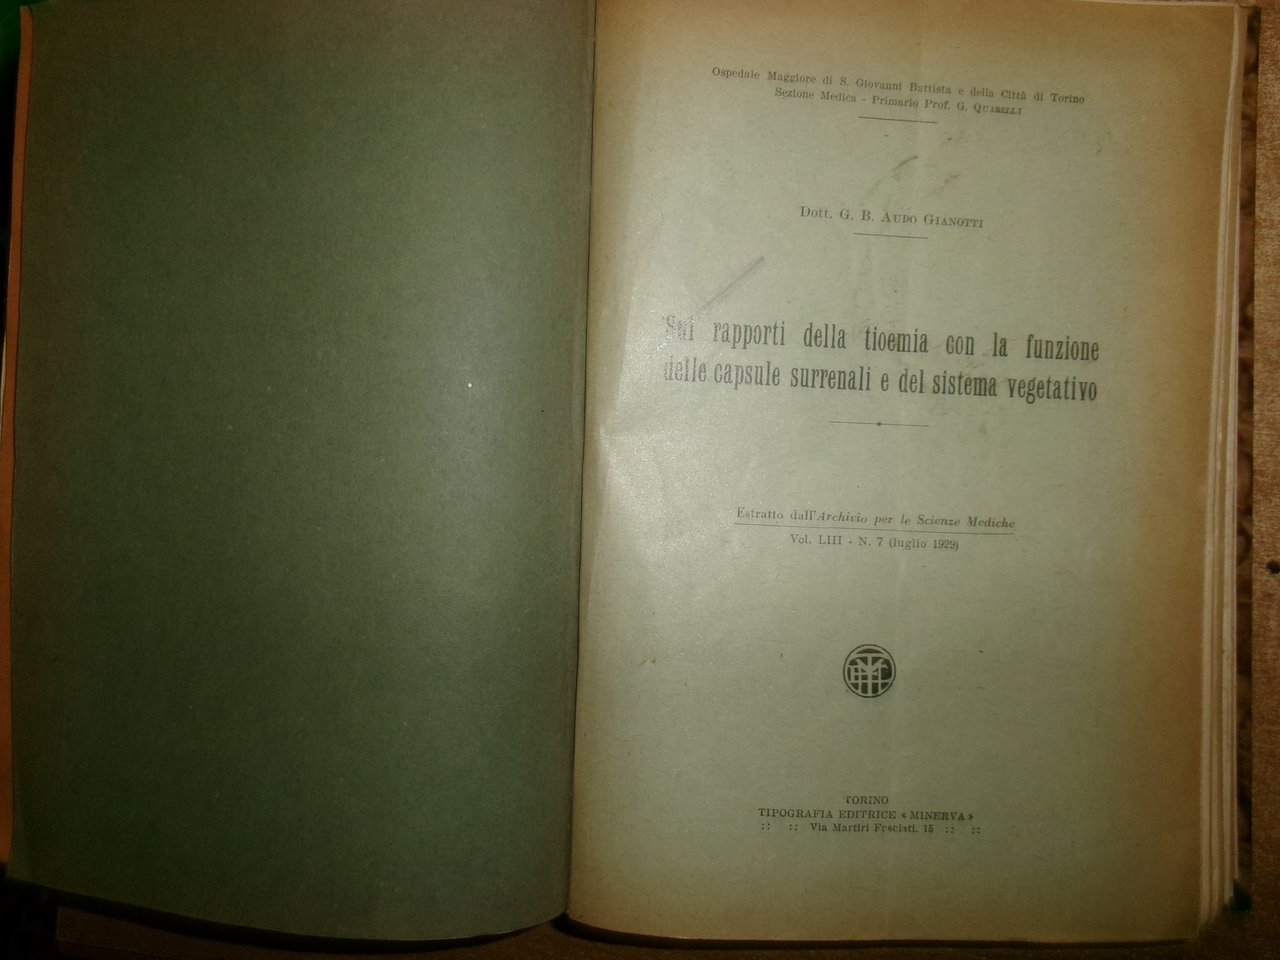 Ospedale Maggiore di S. Giovanni Battista e della Città di Torino
Sezione Medica - Primario Prof. G. QUARELLI
Dott. G. B. AUDO GIANOTTI
Sui rapporti della tioemia con la funzione
delle capsule surrenali e del sistema vegetativo
Estratto dall'Archivio per le Scienze Mediche
Vol. LIII - N. 7 (luglio 1929)
TORINO
TIPOGRAFIA EDITRICE « MINERVA »
:: :: Via Martiri Fascisti, 15 :: ::